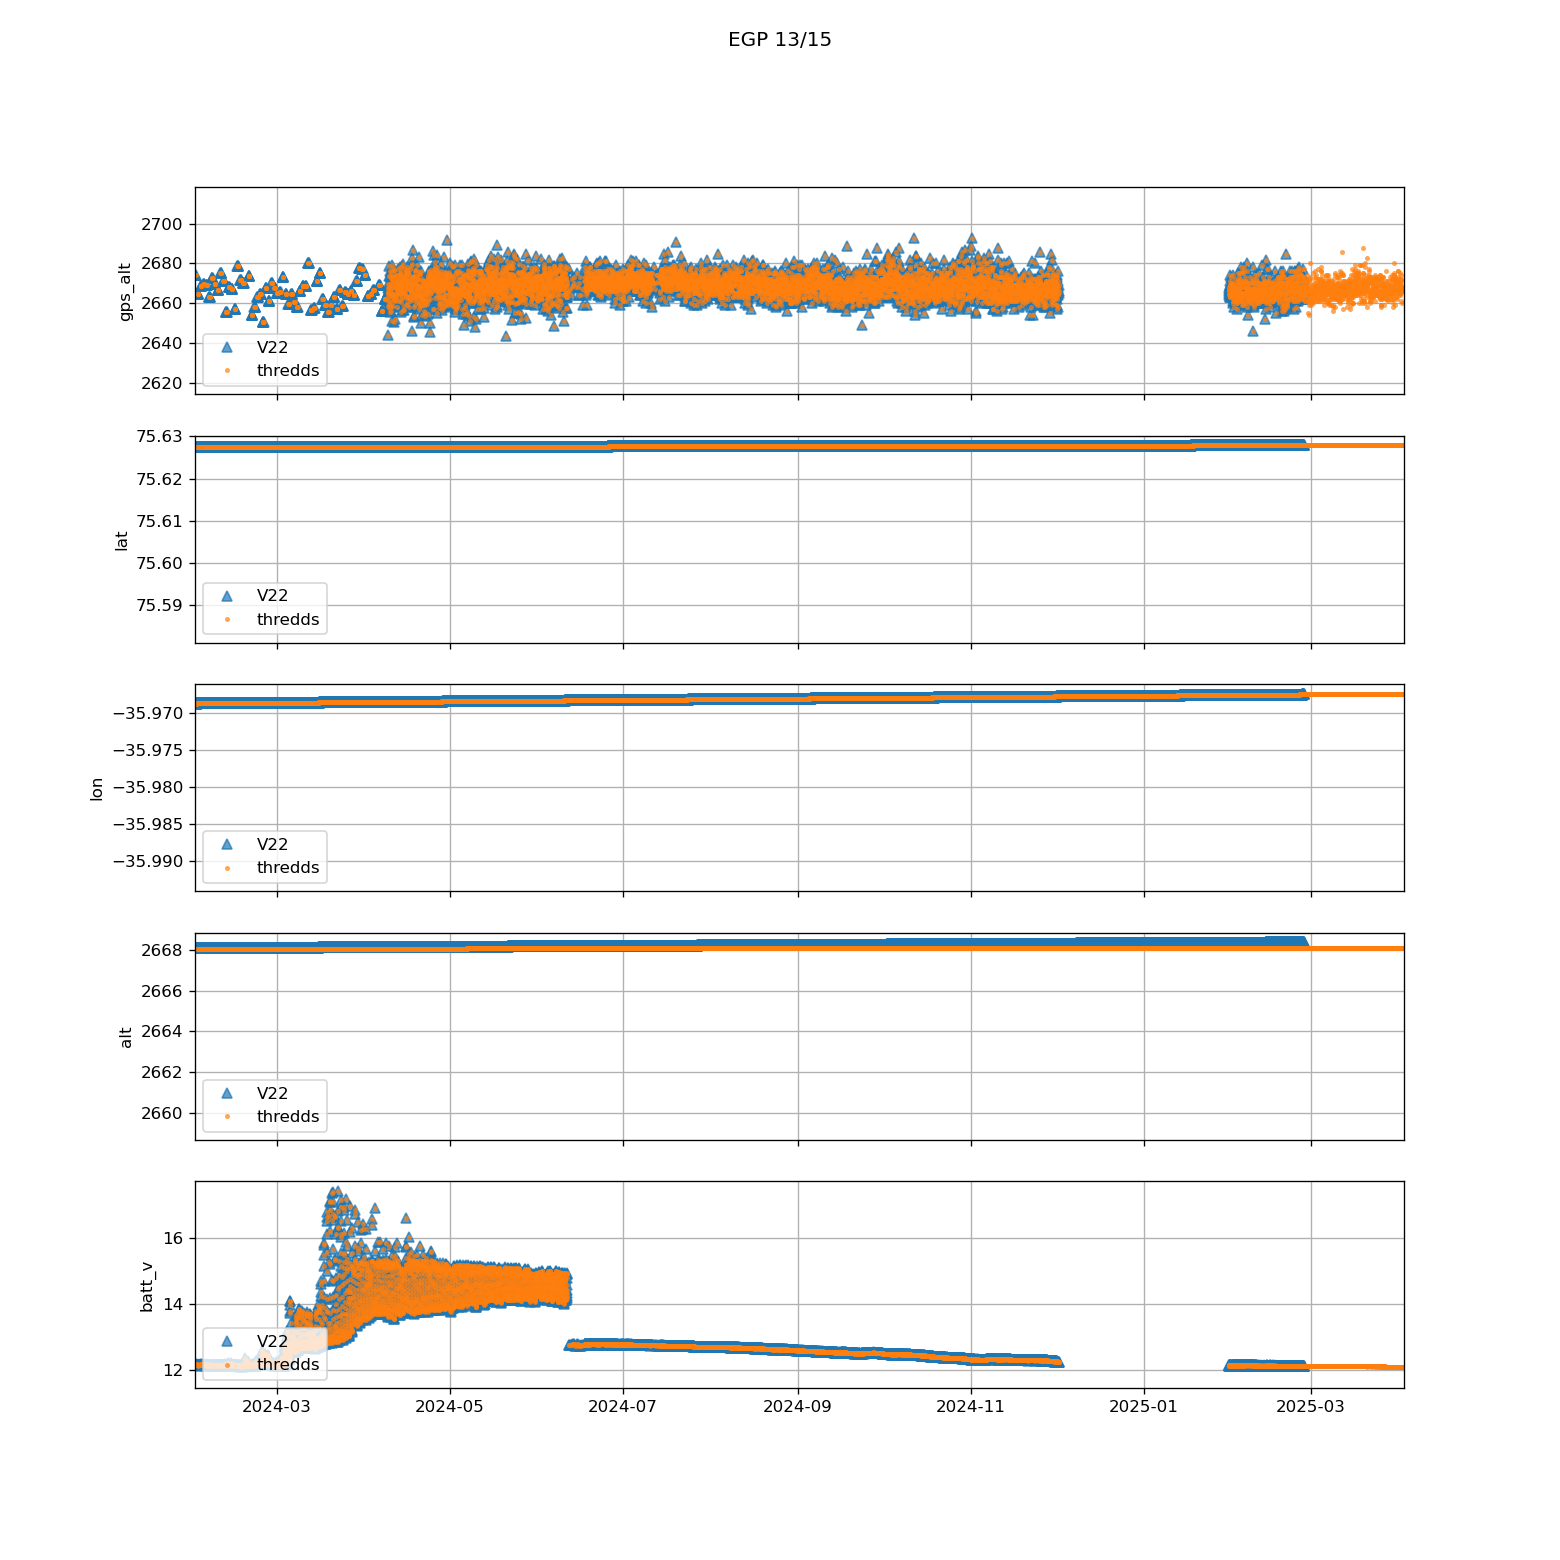 EGP 13/15
gps_alt
2700
2680
2660
2640
2620
V22
thredds
lat
75.63
75.62
75.61
75.60
75.59
V22
thredds
lon
−35.970
−35.975
−35.980
−35.985
−35.990
V22
thredds
alt
2668
2666
2664
2662
2660
V22
thredds
batt_v
16
14
12
V22
thredds
2024-03
2024-05
2024-07
2024-09
2024-11
2025-01
2025-03